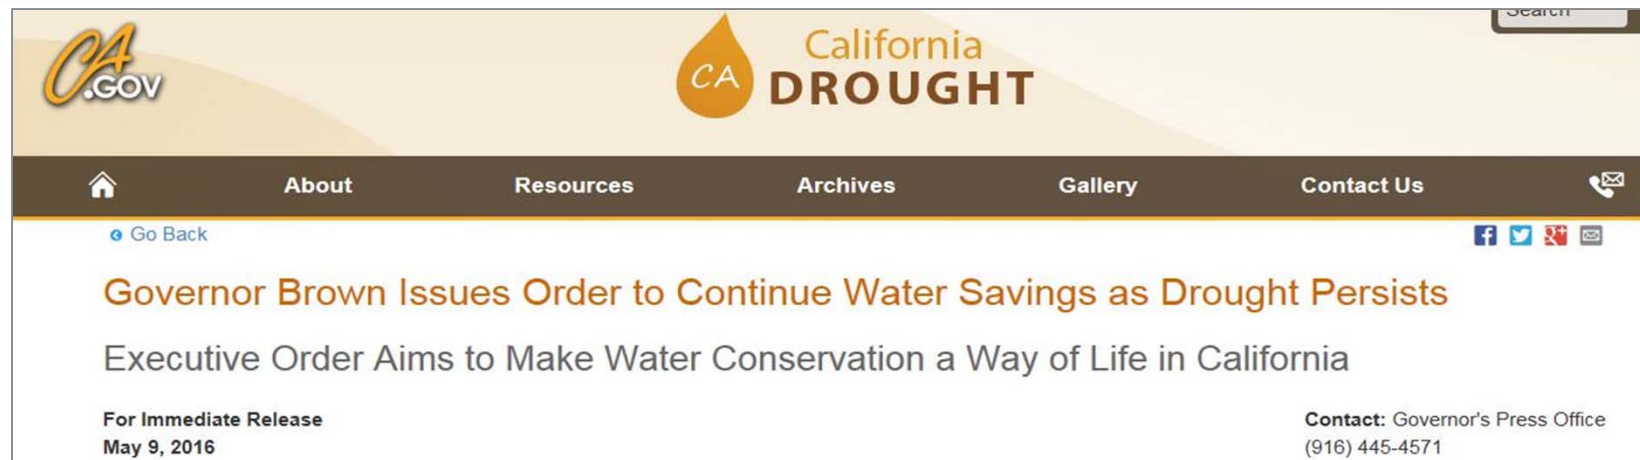 Search
CA
.GOV
CA
California
DROUGHT
About Resources Archives Gallery Contact Us
Go Back
Governor Brown Issues Order to Continue Water Savings as Drought Persists
Executive Order Aims to Make Water Conservation a Way of Life in California
For Immediate Release
Contact: Governor's Press Office
May 9, 2016
(916) 445-4571